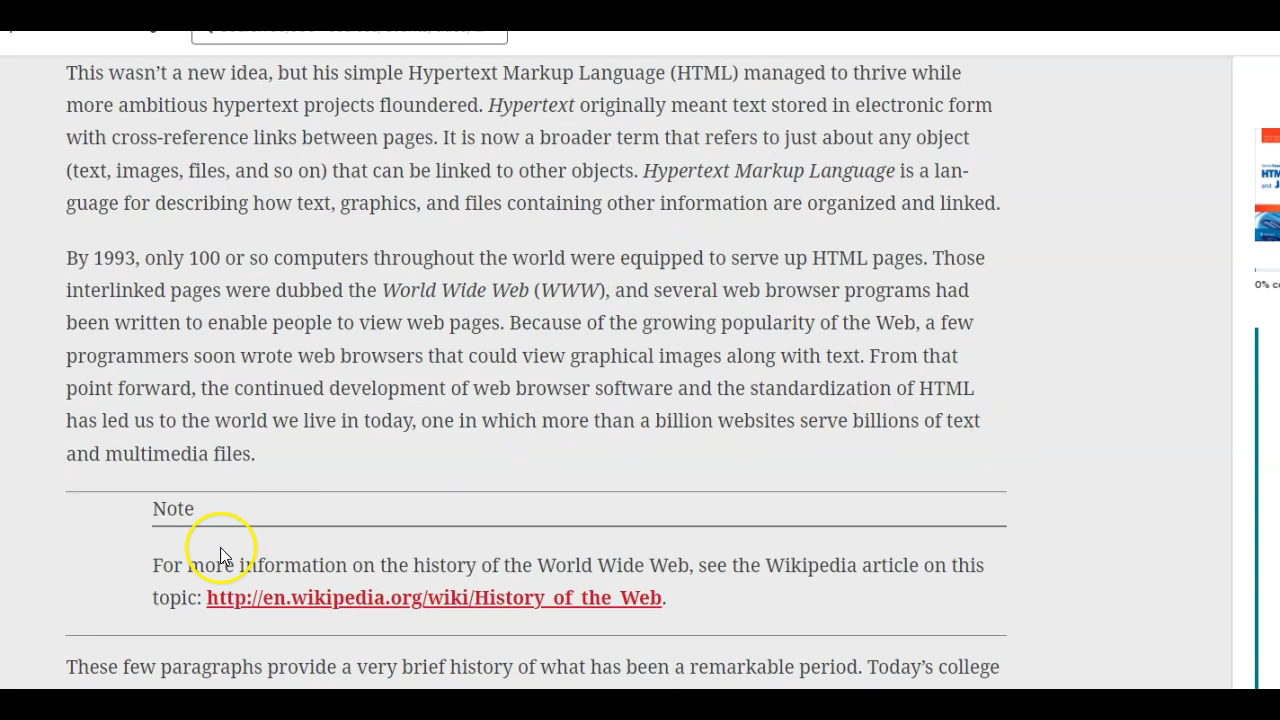 This wasn’t a new idea, but his simple Hypertext Markup Language (HTML) managed to thrive while
more ambitious hypertext projects floundered. Hypertext originally meant text stored in electronic form
with cross-reference links between pages. It is now a broader term that refers to just about any object
(text, images, files, and so on) that can be linked to other objects. Hypertext Markup Language is a lan-
guage for describing how text, graphics, and files containing other information are organized and linked.
By 1993, only 100 or so computers throughout the world were equipped to serve up HTML pages. Those
interlinked pages were dubbed the World Wide Web (WWW), and several web browser programs had
been written to enable people to view web pages. Because of the growing popularity of the Web, a few
programmers soon wrote web browsers that could view graphical images along with text. From that
point forward, the continued development of web browser software and the standardization of HTML
has led us to the world we live in today, one in which more than a billion websites serve billions of text
and multimedia files.
Note
For more information on the history of the World Wide Web, see the Wikipedia article on this
topic: http://en.wikipedia.org/wiki/History_of_the_Web.
These few paragraphs provide a very brief history of what has been a remarkable period. Today’s college
0% c